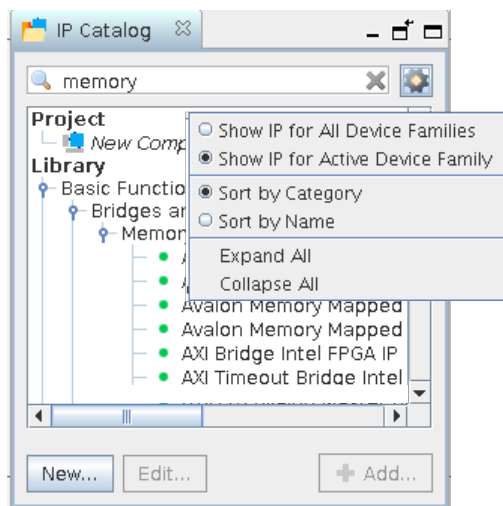 IP Catalog
memory
Project
New Comp
Library
Basic Functio
Bridges an
Memor
Avalon Memory Mapped
Avalon Memory Mapped
AXI Bridge Intel FPGA IP
AXI Timeout Bridge Intel
Show IP for All Device Families
Show IP for Active Device Family
Sort by Category
Sort by Name
Expand All
Collapse All
New...
Edit...
Add...